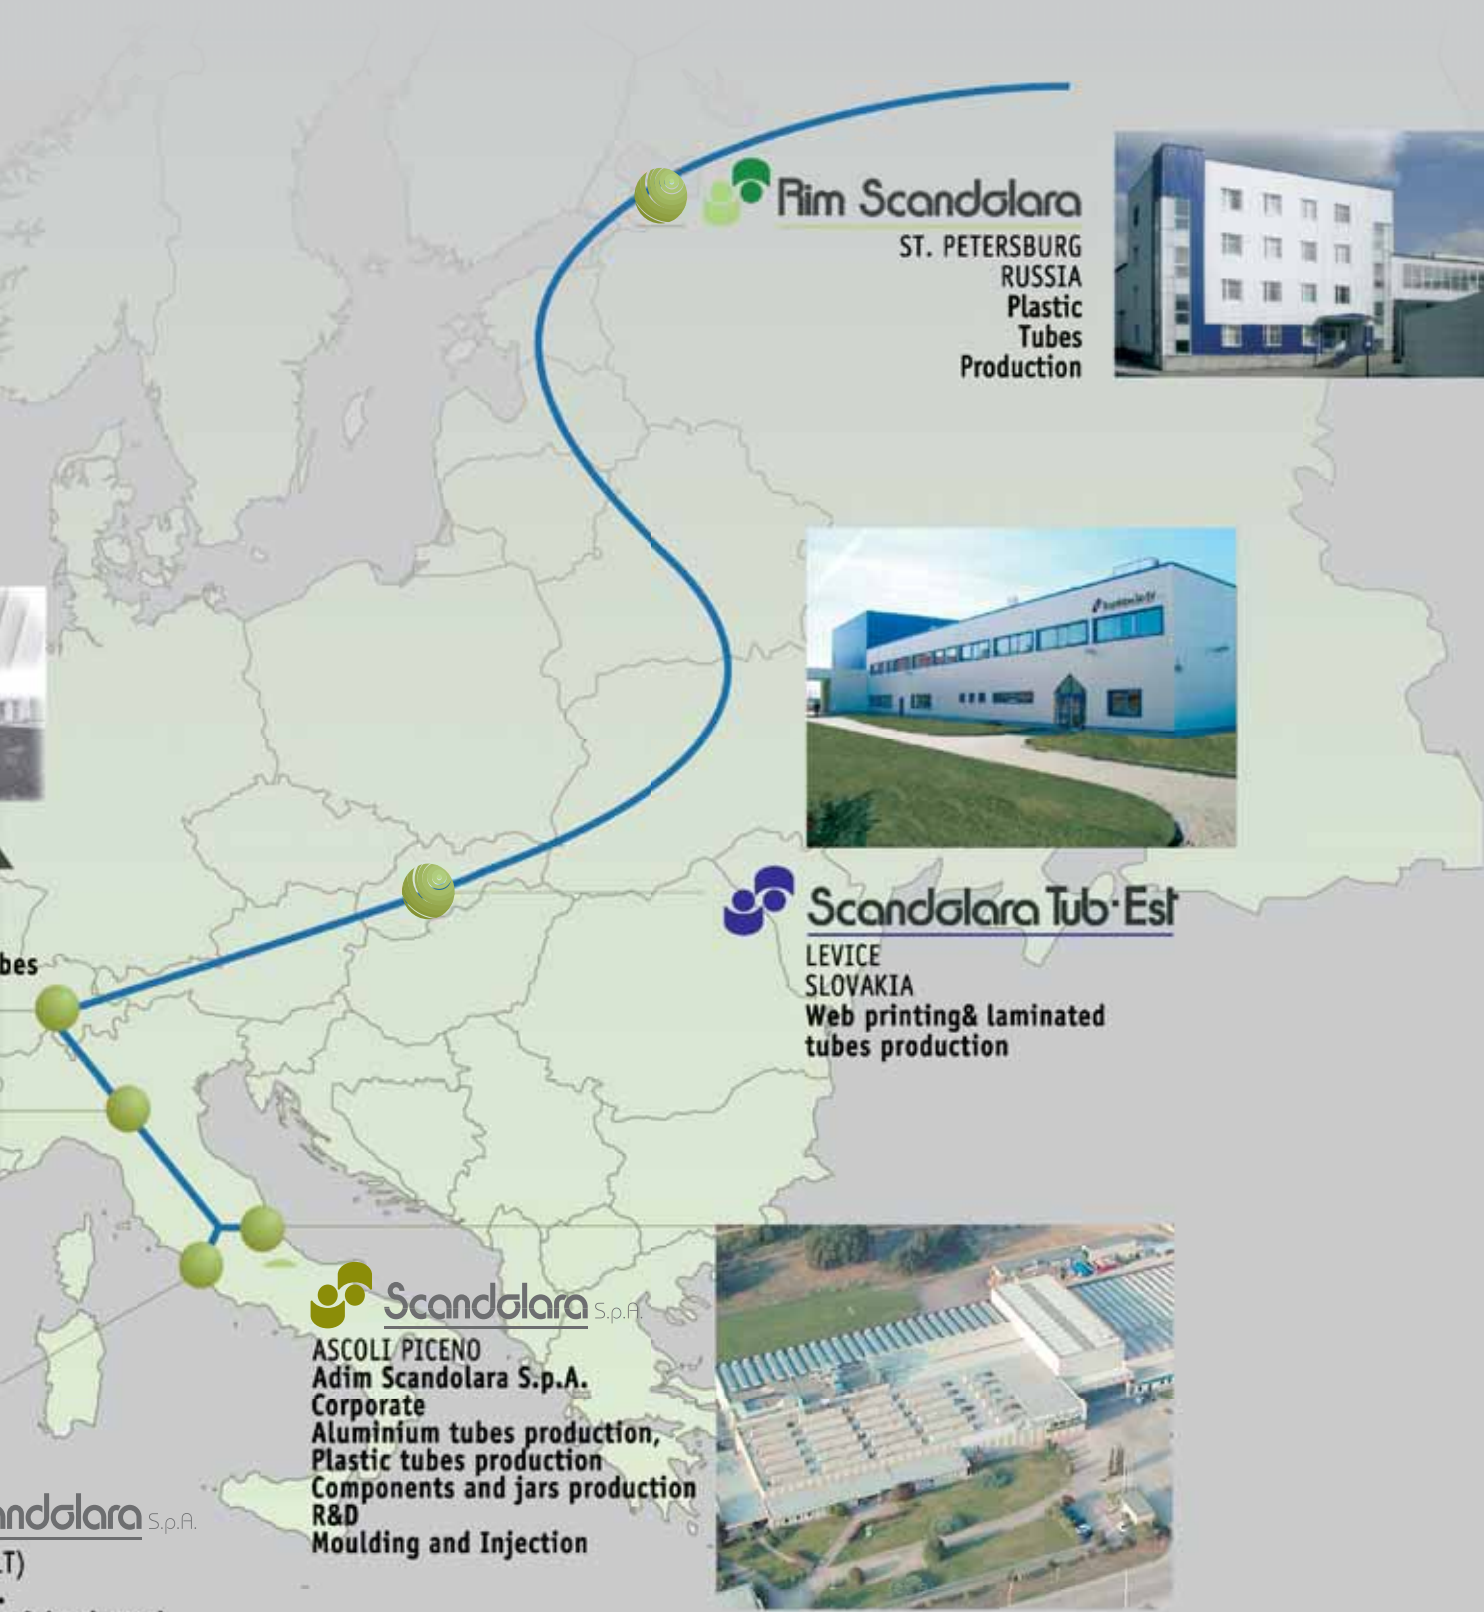 Rim Scandolara
ST. PETERSBURG
RUSSIA
Plastic
Tubes
Production
Scandolara Tub·Est
LEVICE
SLOVAKIA
Web printing& laminated
tubes production
bes
Scandolara S.p.A.
ASCOLI PICENO
Adim Scandolara S.p.A.
Corporate
Aluminium tubes production,
Plastic tubes production
Components and jars production
R&D
Moulding and Injection
andolara S.p.A.
LT)